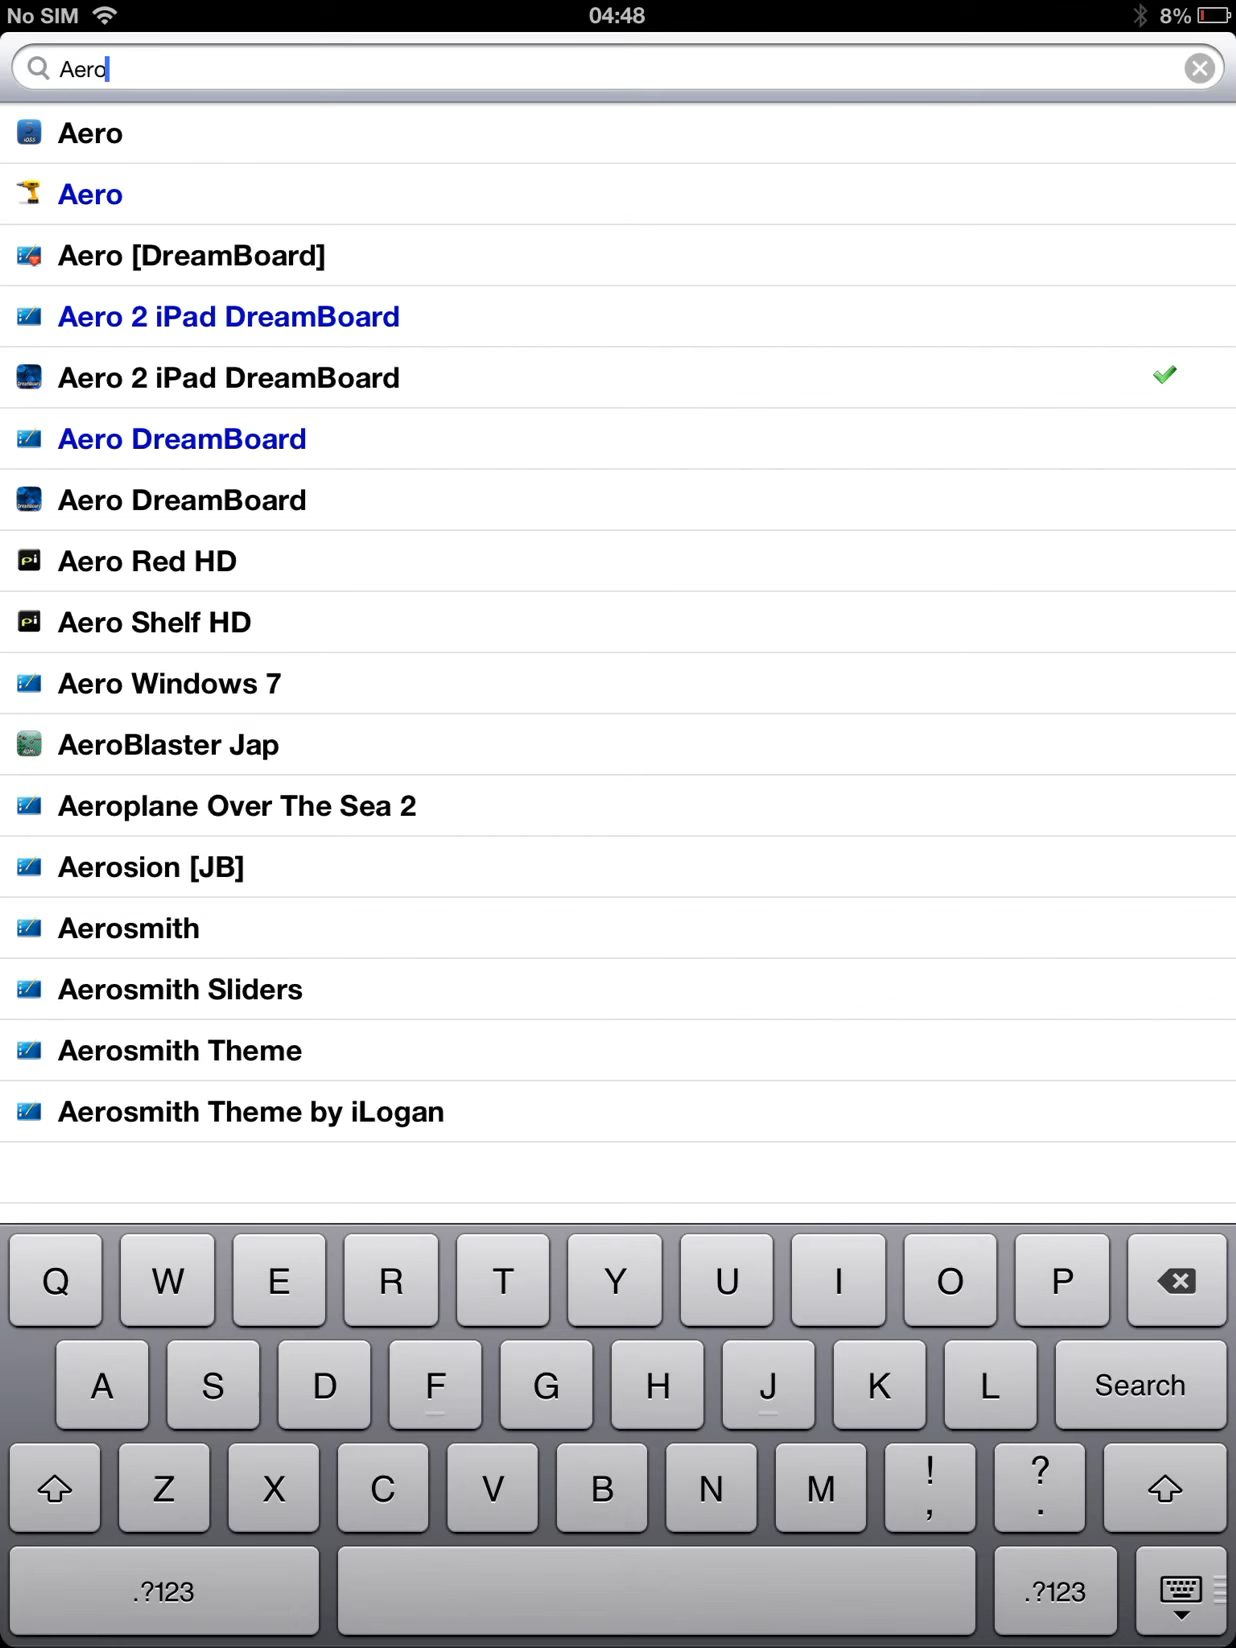 No SIM 04:48 8%
Aero
Aero
Aero
Aero [DreamBoard]
Aero 2 iPad DreamBoard
Aero 2 iPad DreamBoard
Aero DreamBoard
Aero DreamBoard
Aero Red HD
Aero Shelf HD
Aero Windows 7
AeroBlaster Jap
Aeroplane Over The Sea 2
Aerosion [JB]
Aerosmith
Aerosmith Sliders
Aerosmith Theme
Aerosmith Theme by iLogan
Q W E R T Y U I O P
A S D F G H J K L Search
Z X C V B N M ! , ? .
.?123 .?123